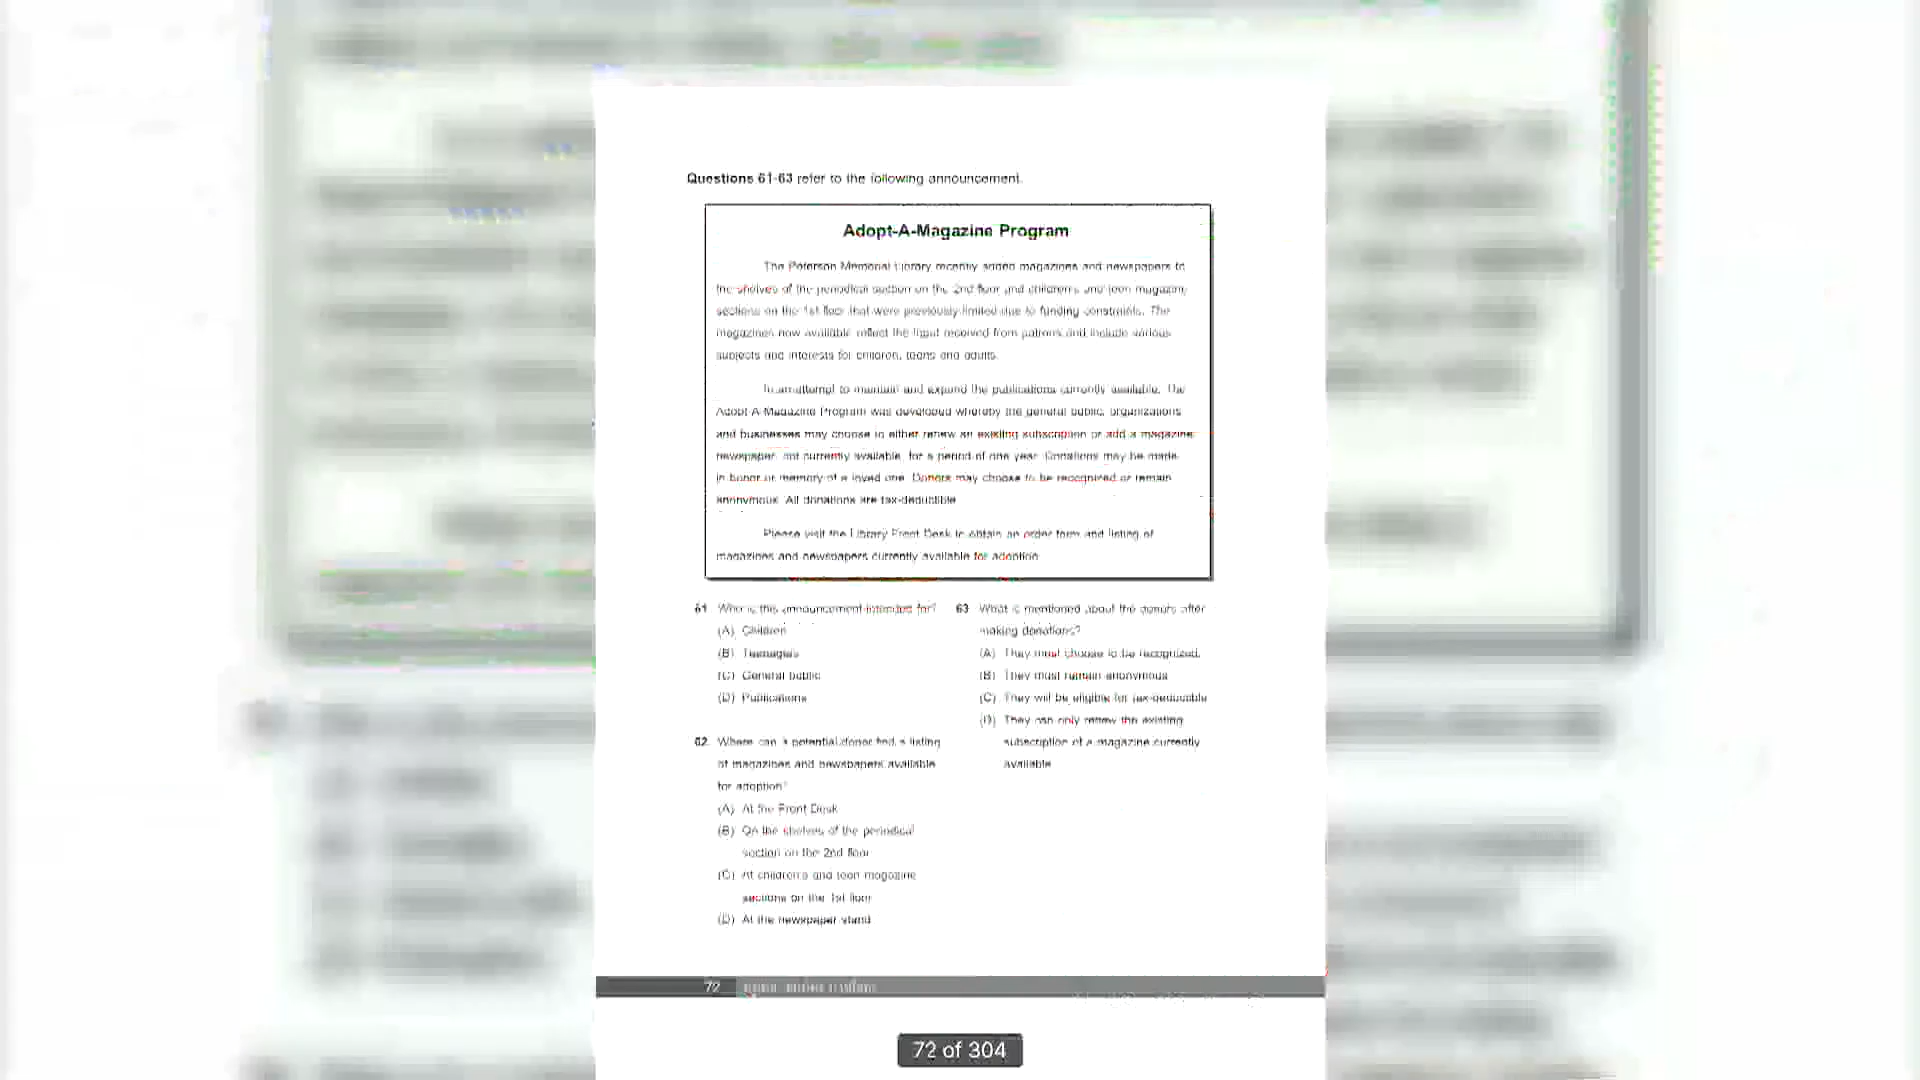 Questions 61-63 refer to the following announcement.
Adopt-A-Magazine Program
The Peterson Memorial Library recently added magazines and newspapers to
the shelves of the periodical section on the 2nd floor and children's and teen magazine
sections on the 1st floor that were previously limited due to funding constraints. The
magazines now available reflect the input received from patrons and include various
subjects and interests for children, teens and adults.
In an attempt to maintain and expand the publications currently available, The
Adopt-A-Magazine Program was developed whereby the general public, organizations
and businesses may choose to either renew an existing subscription or add a magazine
newspaper, not currently available, for a period of one year. Donations may be made
in honor or memory of a loved one. Donors may choose to be recognized or remain
anonymous. All donations are tax-deductible
Please visit the Library Front Desk to obtain an order form and listing of
magazines and newspapers currently available for adoption
61 Who is this announcement intended for?
(A) Children
(B) Teenagers
(C) General public
(D) Publications
62. Where can a potential donor find a listing
of magazines and newspapers available
for adoption?
(A) At the Front Desk
(B) On the shelves of the periodical
section on the 2nd floor
(C) At children's and teen magazine
sections on the 1st floor
(D) At the newspaper stand
63 What is mentioned about the donors after
making donations?
(A) They must choose to be recognized.
(B) They must remain anonymous
(C) They will be eligible for tax-deductible
(D) They can only renew the existing
subscription of a magazine currently
available
72
72 of 304